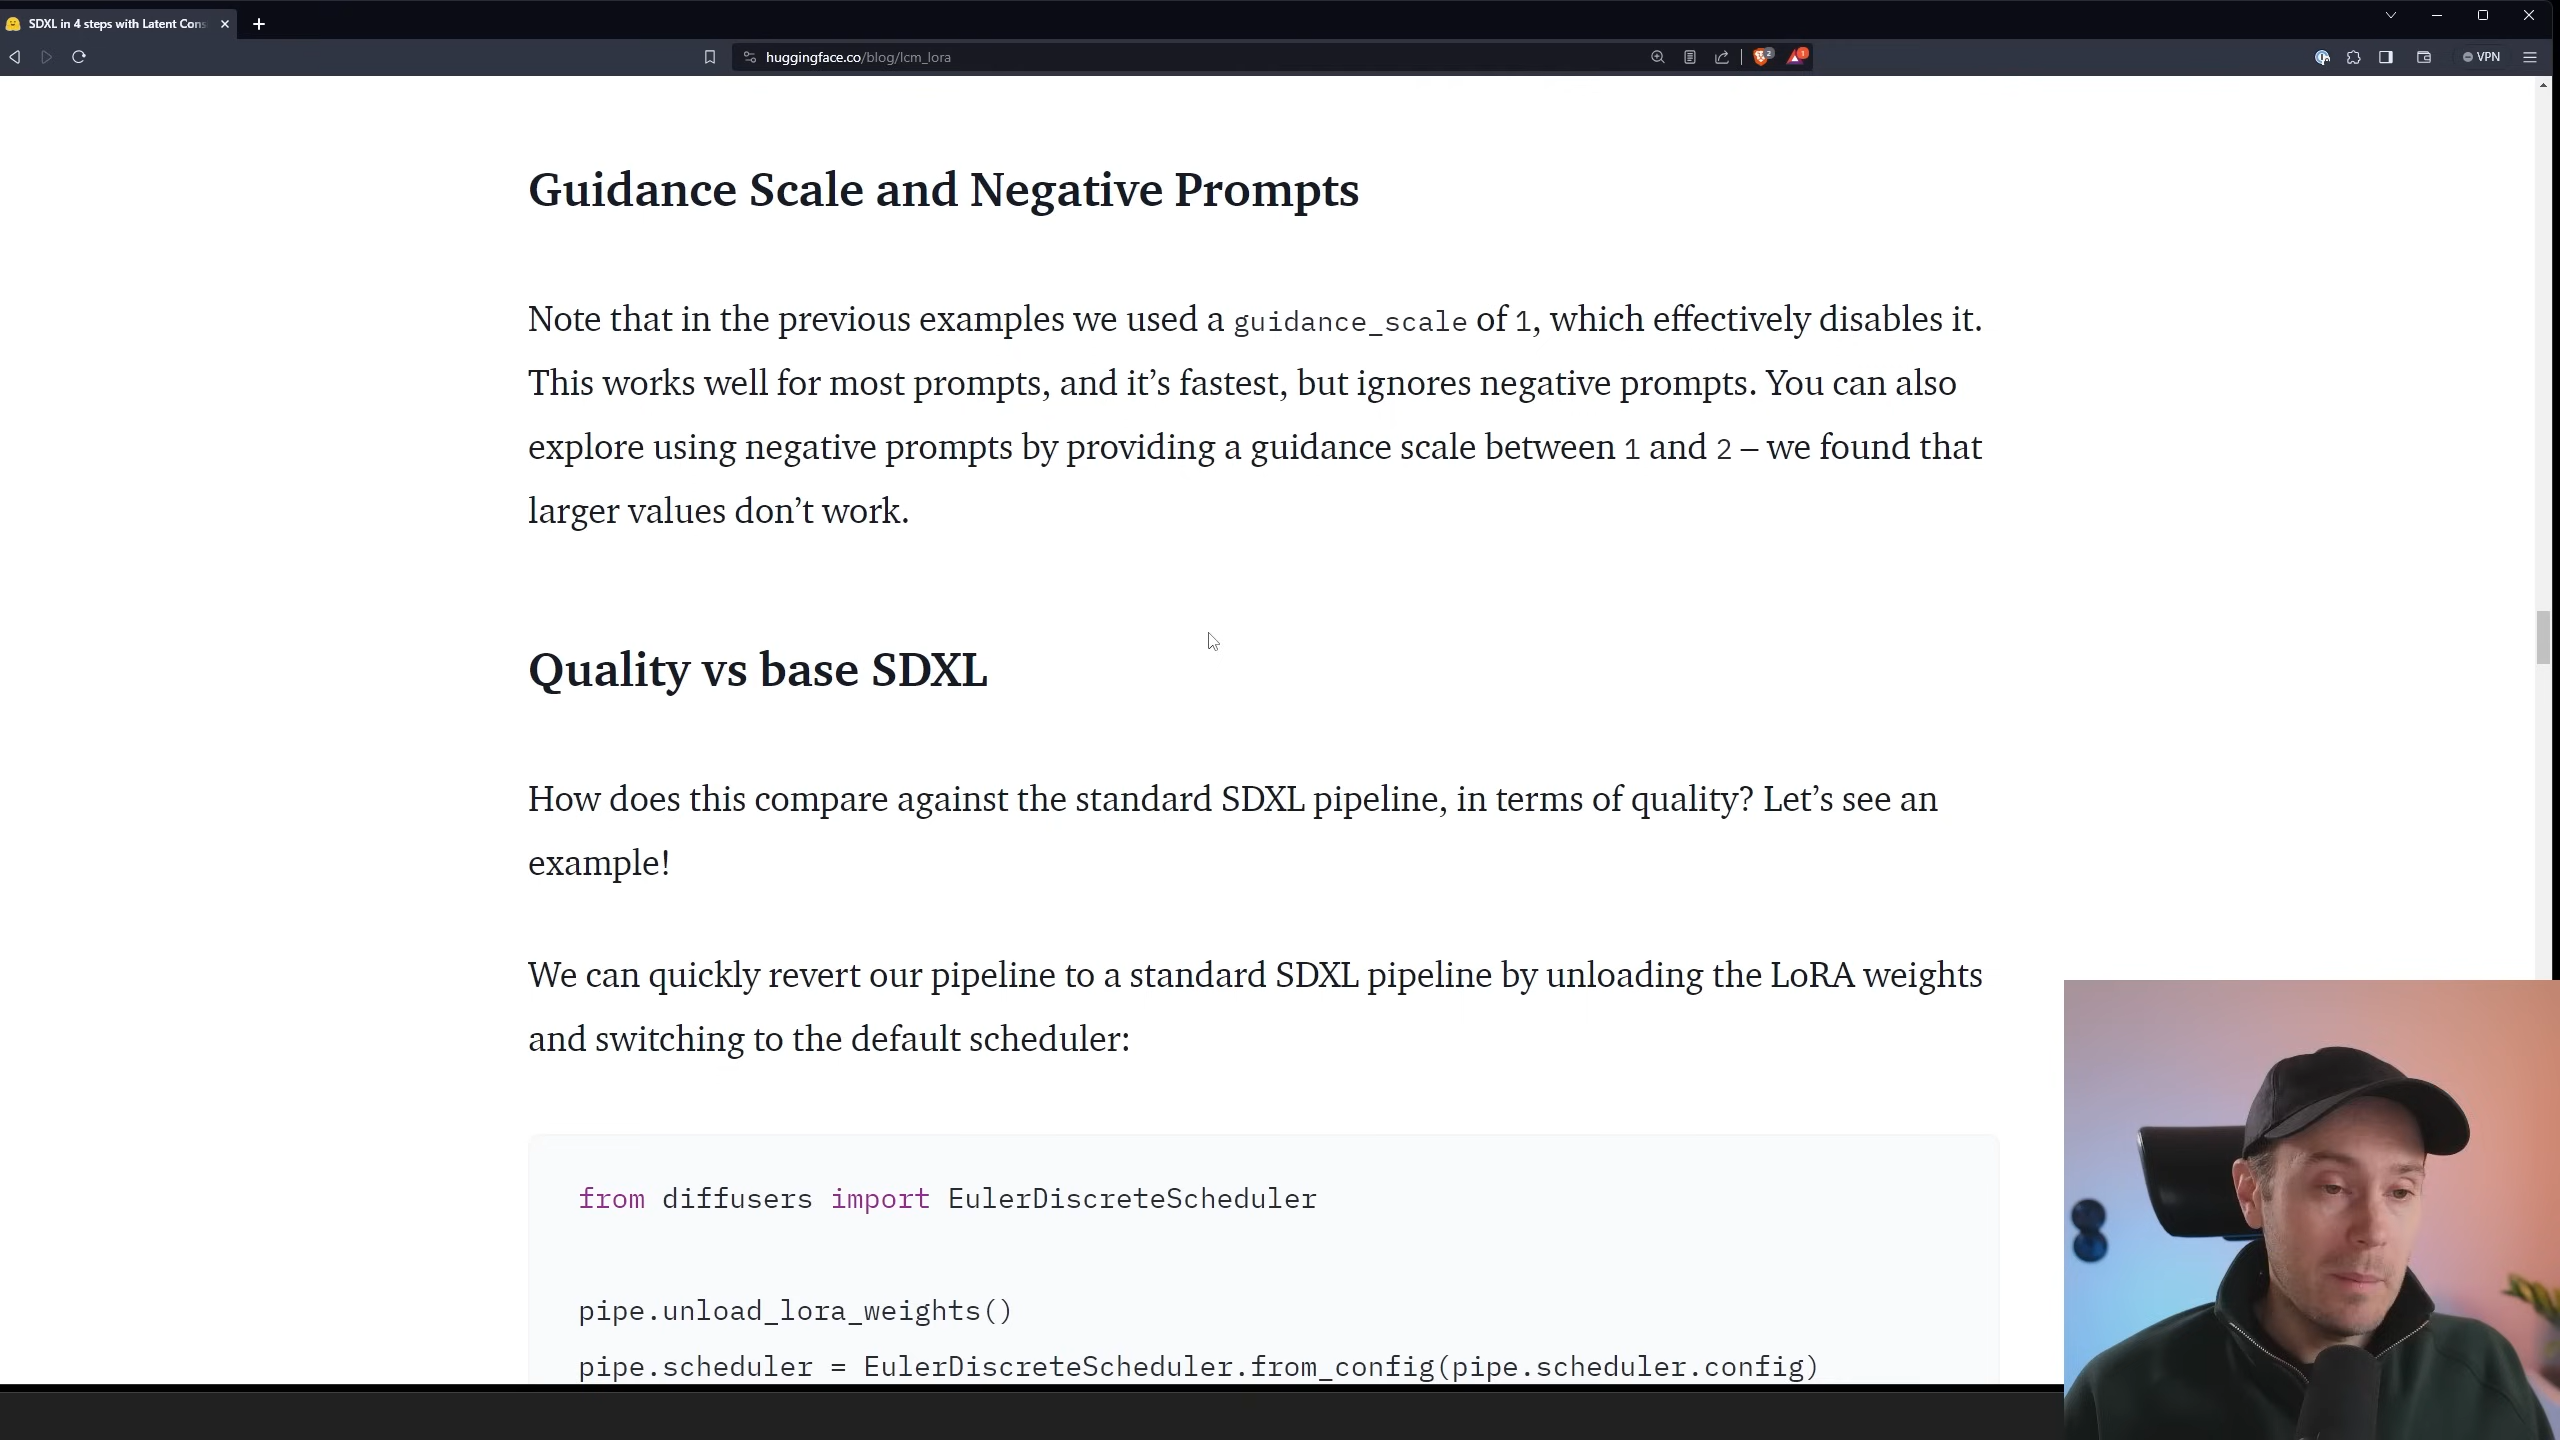 SDXL in 4 steps with Latent Cons
huggingface.co/blog/lcm_lora
2
1
VPN
Guidance Scale and Negative Prompts
Note that in the previous examples we used a guidance_scale of 1, which effectively disables it.
This works well for most prompts, and it’s fastest, but ignores negative prompts. You can also
explore using negative prompts by providing a guidance scale between 1 and 2 – we found that
larger values don’t work.
Quality vs base SDXL
How does this compare against the standard SDXL pipeline, in terms of quality? Let’s see an
example!
We can quickly revert our pipeline to a standard SDXL pipeline by unloading the LoRA weights
and switching to the default scheduler:
from diffusers import EulerDiscreteScheduler
pipe.unload_lora_weights()
pipe.scheduler = EulerDiscreteScheduler.from_config(pipe.scheduler.config)